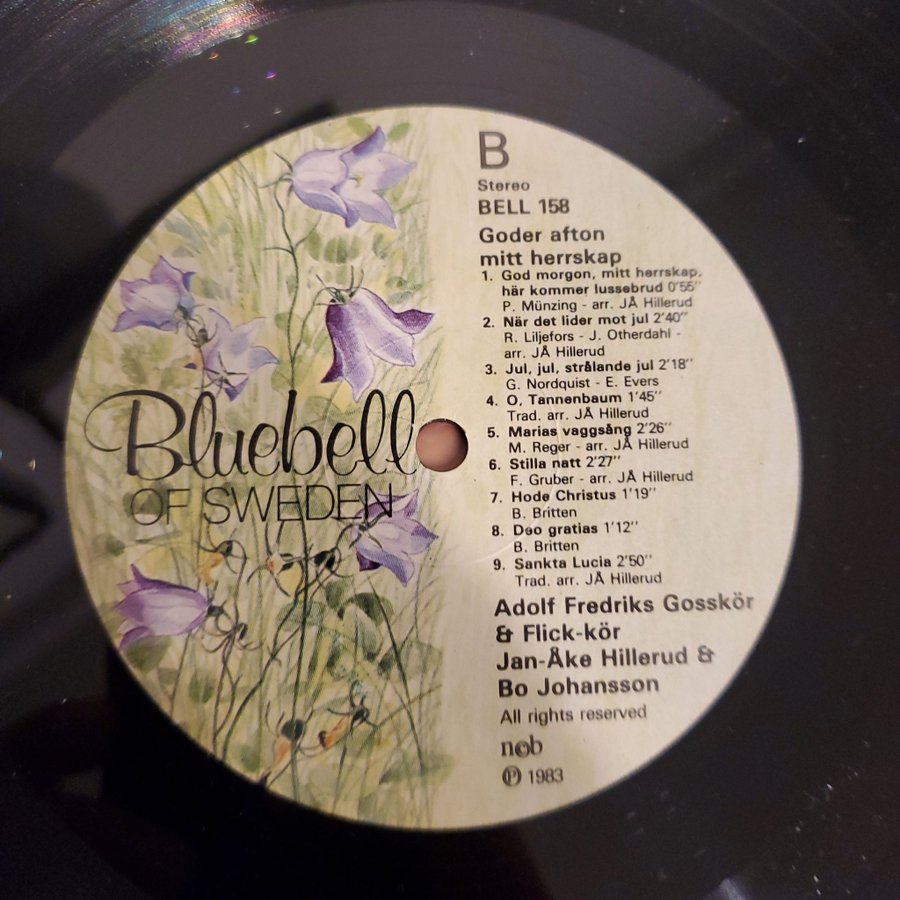 Bluebell
OF SWEDEN
B
Stereo
BELL 158
Goder afton
mitt herrskap
1. God morgon, mitt herrskap,
här kommer lussebrud 0'55''
P. Münzing - arr. JÅ Hillerud
2. När det lider mot jul 2'40''
R. Liljefors - J. Otherdahl -
arr. JÅ Hillerud
3. Jul, jul, strålande jul 2'18''
G. Nordquist - E. Evers
4. O, Tannenbaum 1'45''
Trad. arr. JÅ Hillerud
5. Marias vaggsång 2'26''
M. Reger - arr. JÅ Hillerud
6. Stilla natt 2'27''
F. Gruber - arr. JÅ Hillerud
7. Hode Christus 1'19''
B. Britten
8. Deo gratias 1'12''
B. Britten
9. Sankta Lucia 2'50''
Trad. arr. JÅ Hillerud
Adolf Fredriks Gosskör
& Flick-kör
Jan-Åke Hillerud &
Bo Johansson
All rights reserved
ncb
℗ 1983